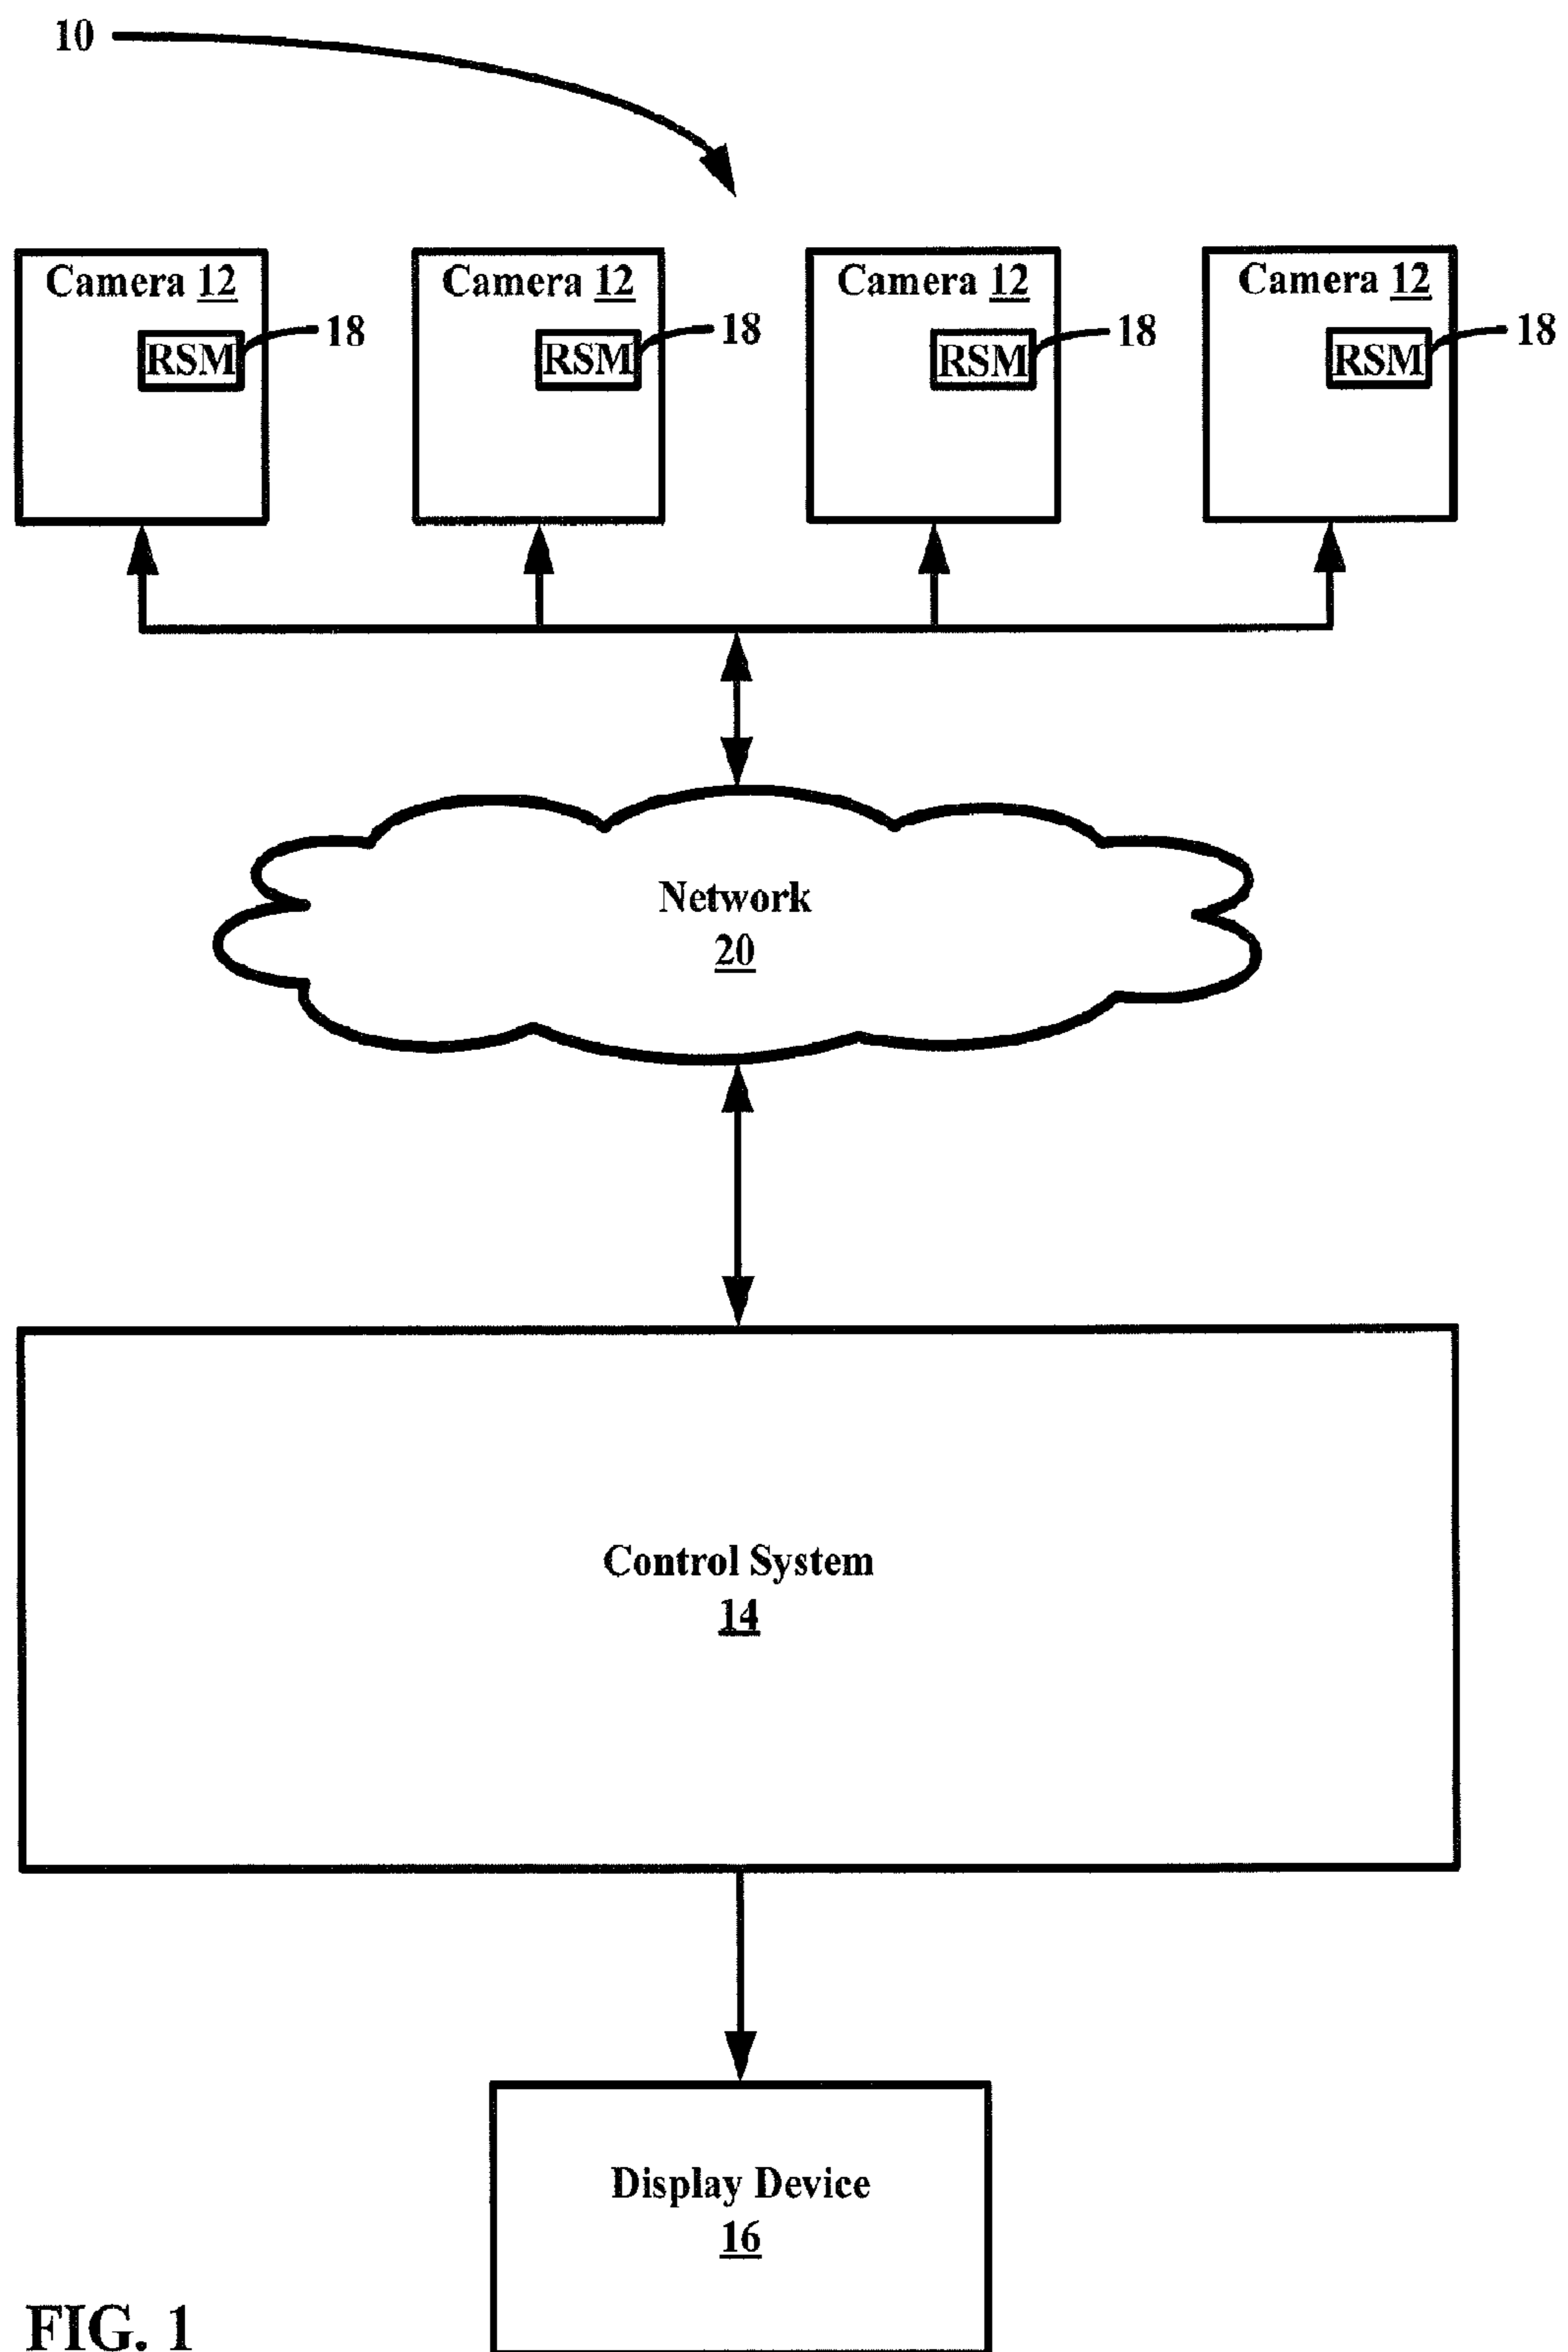 10
Camera 12
Camera 12
Camera 12
Camera 12
RSM
18
RSM
18
RSM
18
RSM
18
Network
20
Control System
14
Display Device
16
FIG. 1